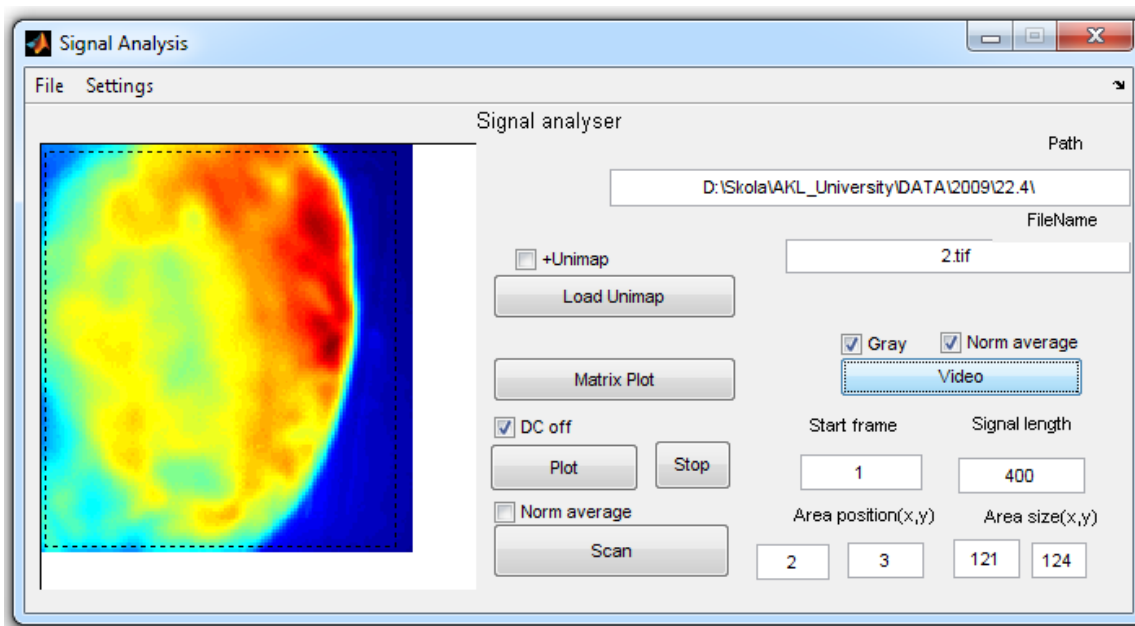 Signal Analysis
File Settings
Signal analyser
Path
D:\Skola\AKL_University\DATA\2009\22.4\
FileName
2.tif
+Unimap
Load Unimap
Gray
Norm average
Video
Matrix Plot
DC off
Plot
Stop
Start frame
Signal length
1
400
Norm average
Scan
Area position(x,y)
Area size(x,y)
2
3
121
124